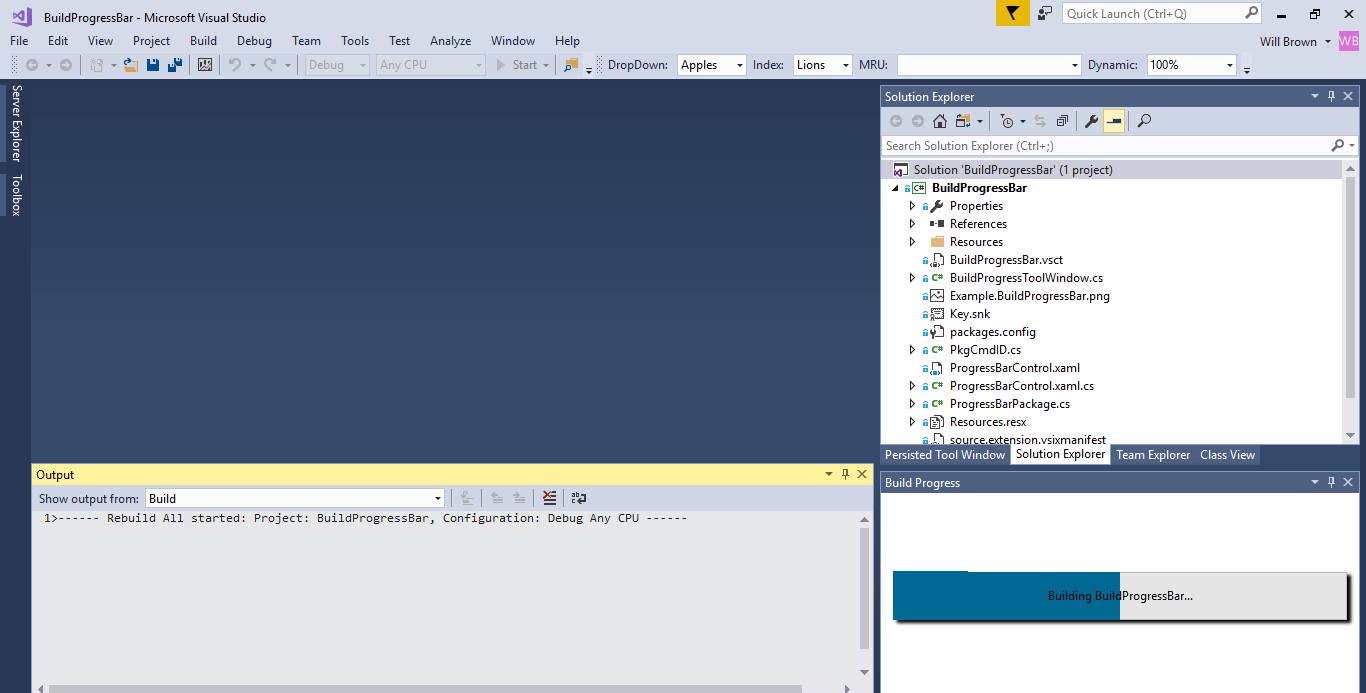 BuildProgressBar - Microsoft Visual Studio
Quick Launch (Ctrl+Q)
File Edit View Project Build Debug Team Tools Test Analyze Window Help
Will Brown WB
Debug Any CPU Start DropDown: Apples Index: Lions MRU: Dynamic: 100%
Server Explorer
Toolbox
Solution Explorer
Search Solution Explorer (Ctrl+;)
Solution 'BuildProgressBar' (1 project)
C# BuildProgressBar
Properties
References
Resources
BuildProgressBar.vsct
C# BuildProgressToolWindow.cs
Example.BuildProgressBar.png
Key.snk
packages.config
C# PkgCmdID.cs
ProgressBarControl.xaml
C# ProgressBarControl.xaml.cs
C# ProgressBarPackage.cs
Resources.resx
source.extension.vsixmanifest
Persisted Tool Window Solution Explorer Team Explorer Class View
Output
Show output from: Build
1>------ Rebuild All started: Project: BuildProgressBar, Configuration: Debug Any CPU ------
Build Progress
Building BuildProgressBar...